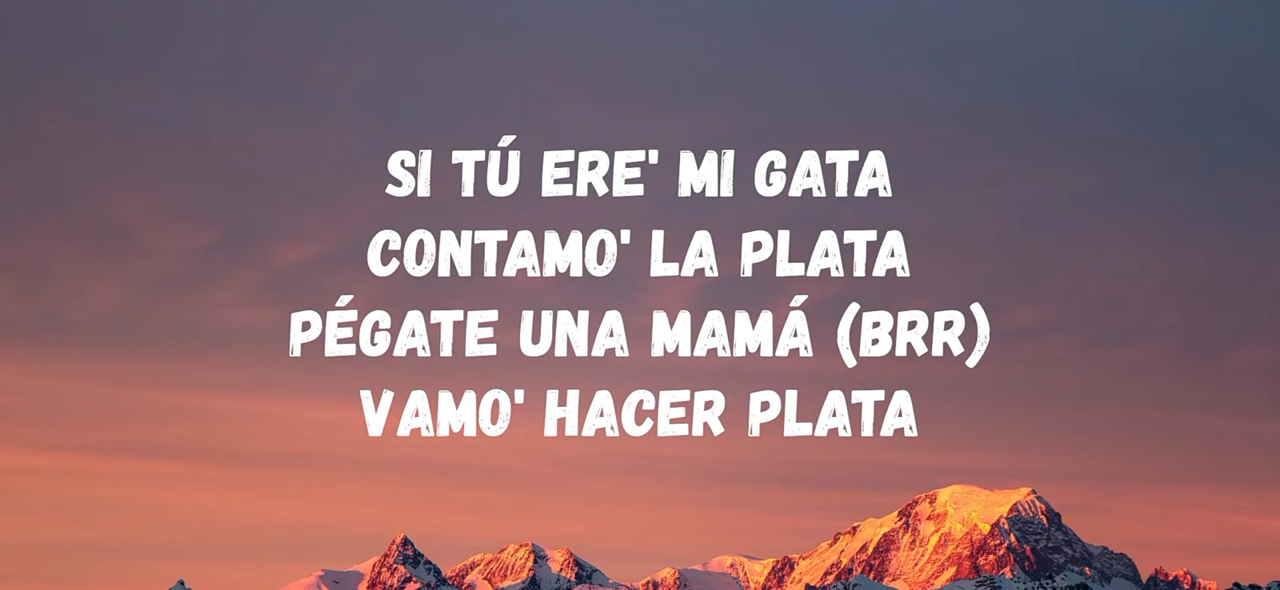 SI TÚ ERE' MI GATA
CONTAMO' LA PLATA
PÉGATE UNA MAMÁ (BRR)
VAMO' HACER PLATA